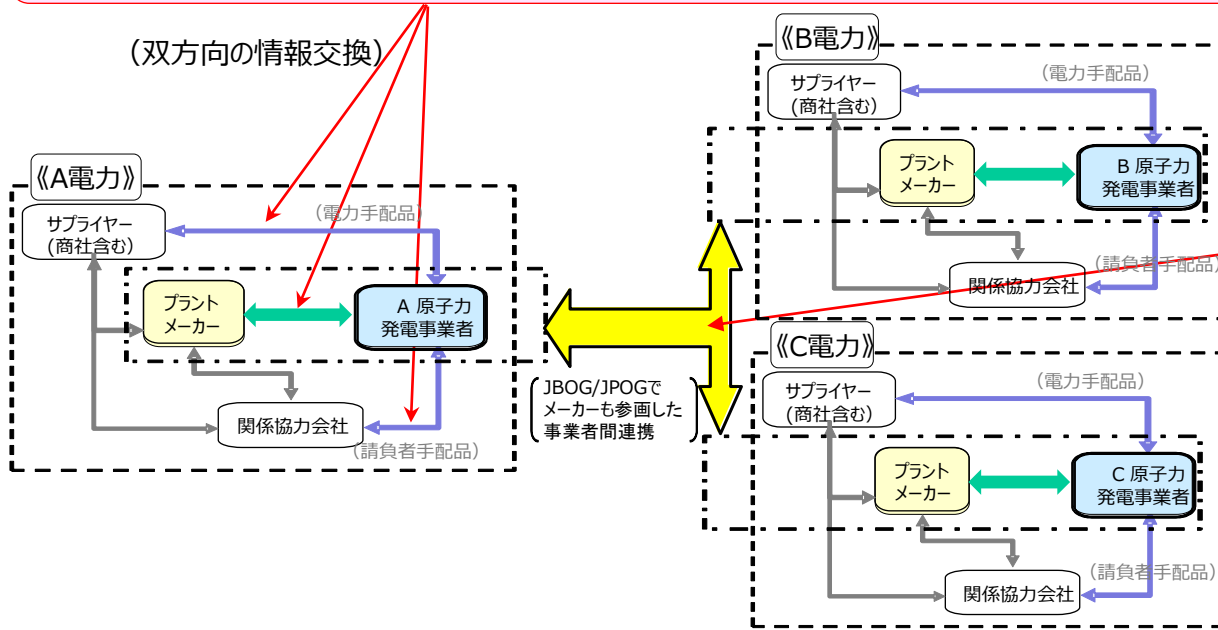 (双方向の情報交換)
《A電力》
サプライヤー
(商社含む)
(電力手配品)
プラント
メーカー
A 原子力
発電事業者
関係協力会社
(請負者手配品)
JBOG/JPOGで
メーカーも参画した
事業者間連携
《B電力》
サプライヤー
(商社含む)
(電力手配品)
プラント
メーカー
B 原子力
発電事業者
関係協力会社
(請負者手配品)
《C電力》
サプライヤー
(商社含む)
(電力手配品)
プラント
メーカー
C 原子力
発電事業者
関係協力会社
(請負者手配品)